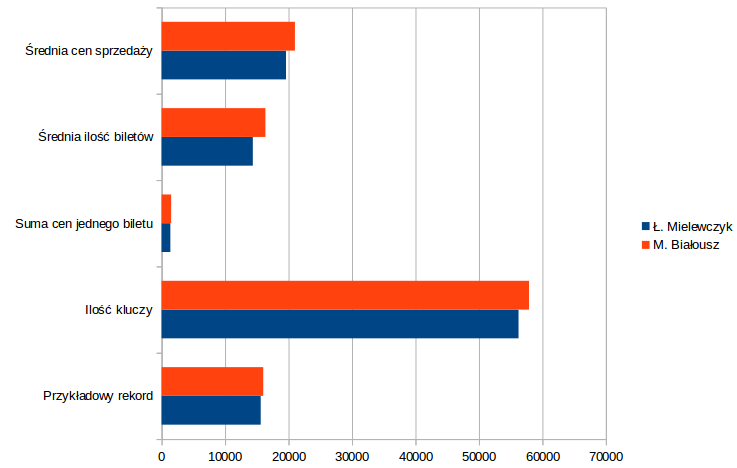 Średnia cen sprzedaży
Średnia ilość biletów
Suma cen jednego biletu
Ilość kluczy
Przykładowy rekord
0 10000 20000 30000 40000 50000 60000 70000
Ł. Mielewczyk
M. Białousz